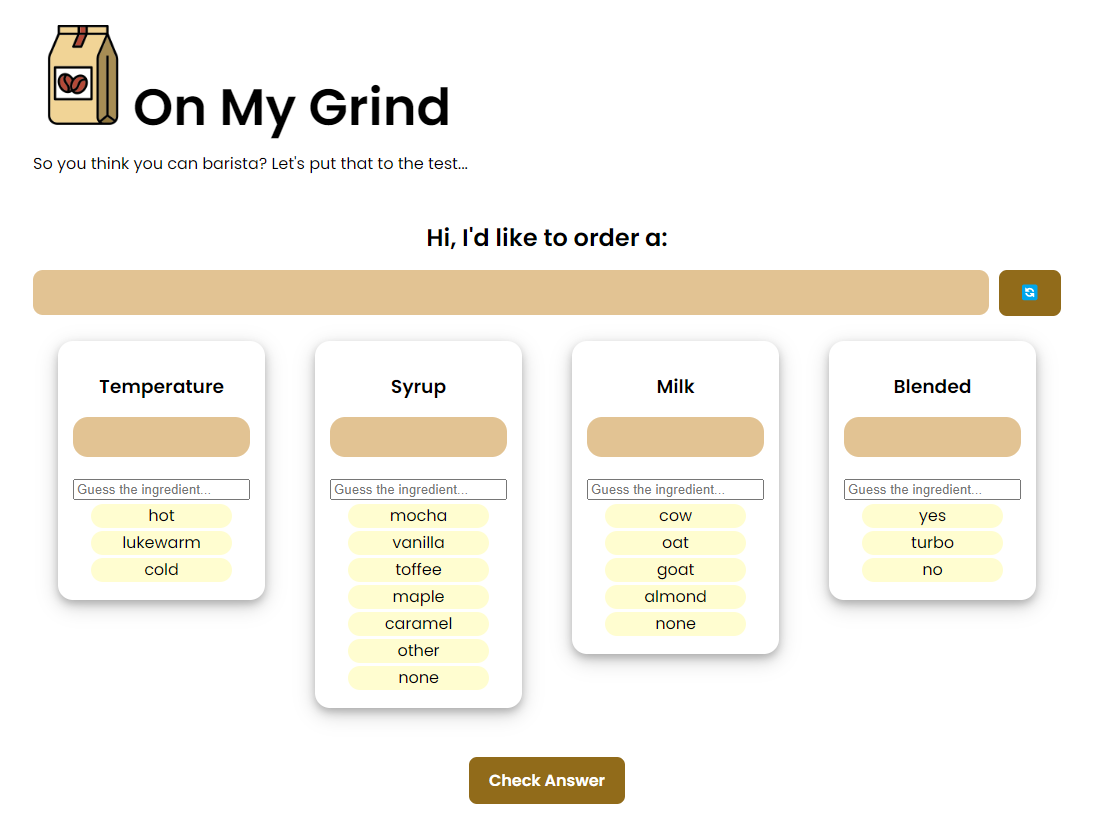 On My Grind
So you think you can barista? Let's put that to the test...
Hi, I'd like to order a:
Temperature
Guess the ingredient...
hot
lukewarm
cold
Syrup
Guess the ingredient...
mocha
vanilla
toffee
maple
caramel
other
none
Milk
Guess the ingredient...
cow
oat
goat
almond
none
Blended
Guess the ingredient...
yes
turbo
no
Check Answer